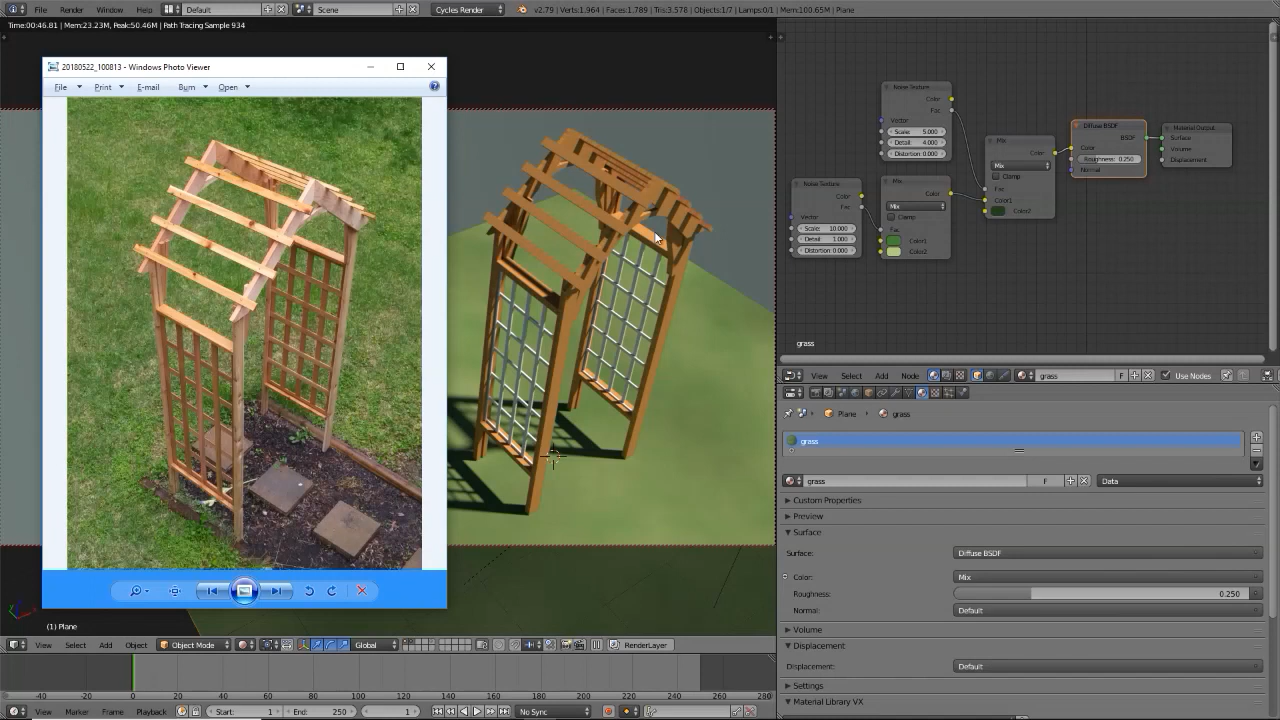 File Render Window Help Default Scene Cycles Render v2.79 | Verts:1,964 | Faces:1,789 | Tris:3,578 | Objects:1/7 | Lamps:0/1 | Mem:100.65M | Plane
Time:00:46.81 | Mem:23.23M, Peak:50.46M | Path Tracing Sample 934
20180522_100813 - Windows Photo Viewer
File Print E-mail Burn Open
Noise Texture
Color
Fac
Vector
Scale: 5.000
Detail: 4.000
Distortion: 0.000
Noise Texture
Color
Fac
Vector
Scale: 10.000
Detail: 1.000
Distortion: 0.000
Mix
Color
Mix
Clamp
Fac
Color1
Color2
Mix
Color
Mix
Clamp
Fac
Color1
Color2
Diffuse BSDF
BSDF
Color
Roughness: 0.250
Normal
Material Output
Surface
Volume
Displacement
grass
View Select Add Node grass F Use Nodes
Plane grass
grass
grass F Data
Custom Properties
Preview
Surface
Surface: Diffuse BSDF
Color: Mix
Roughness: 0.250
Normal: Default
Volume
Displacement
Displacement: Default
Settings
Material Library VX
(1) Plane
View Select Add Object Object Mode Global RenderLayer
-40 -20 0 20 40 60 80 100 120 140 160 180 200 220 240 260 280
View Marker Frame Playback Start: 1 End: 250 1 No Sync